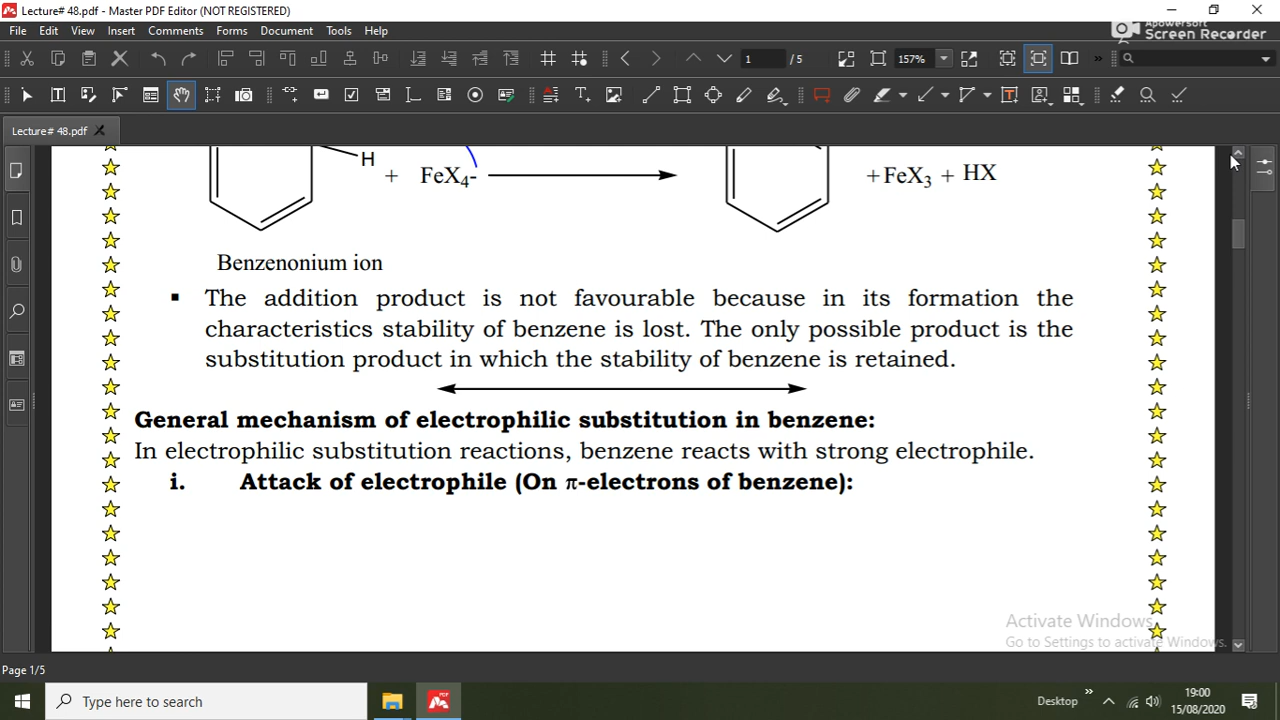 Lecture# 48.pdf - Master PDF Editor (NOT REGISTERED)
File Edit View Insert Comments Forms Document Tools Help
Apowersoft
Screen Recorder
1 / 5 157%
Lecture# 48.pdf
H
+ FeX4- + FeX3 + HX
Benzenonium ion
▪ The addition product is not favourable because in its formation the
characteristics stability of benzene is lost. The only possible product is the
substitution product in which the stability of benzene is retained.
General mechanism of electrophilic substitution in benzene:
In electrophilic substitution reactions, benzene reacts with strong electrophile.
i. Attack of electrophile (On π-electrons of benzene):
Activate Windows
Go to Settings to activate Windows.
Page 1/5
Type here to search
Desktop
19:00
15/08/2020